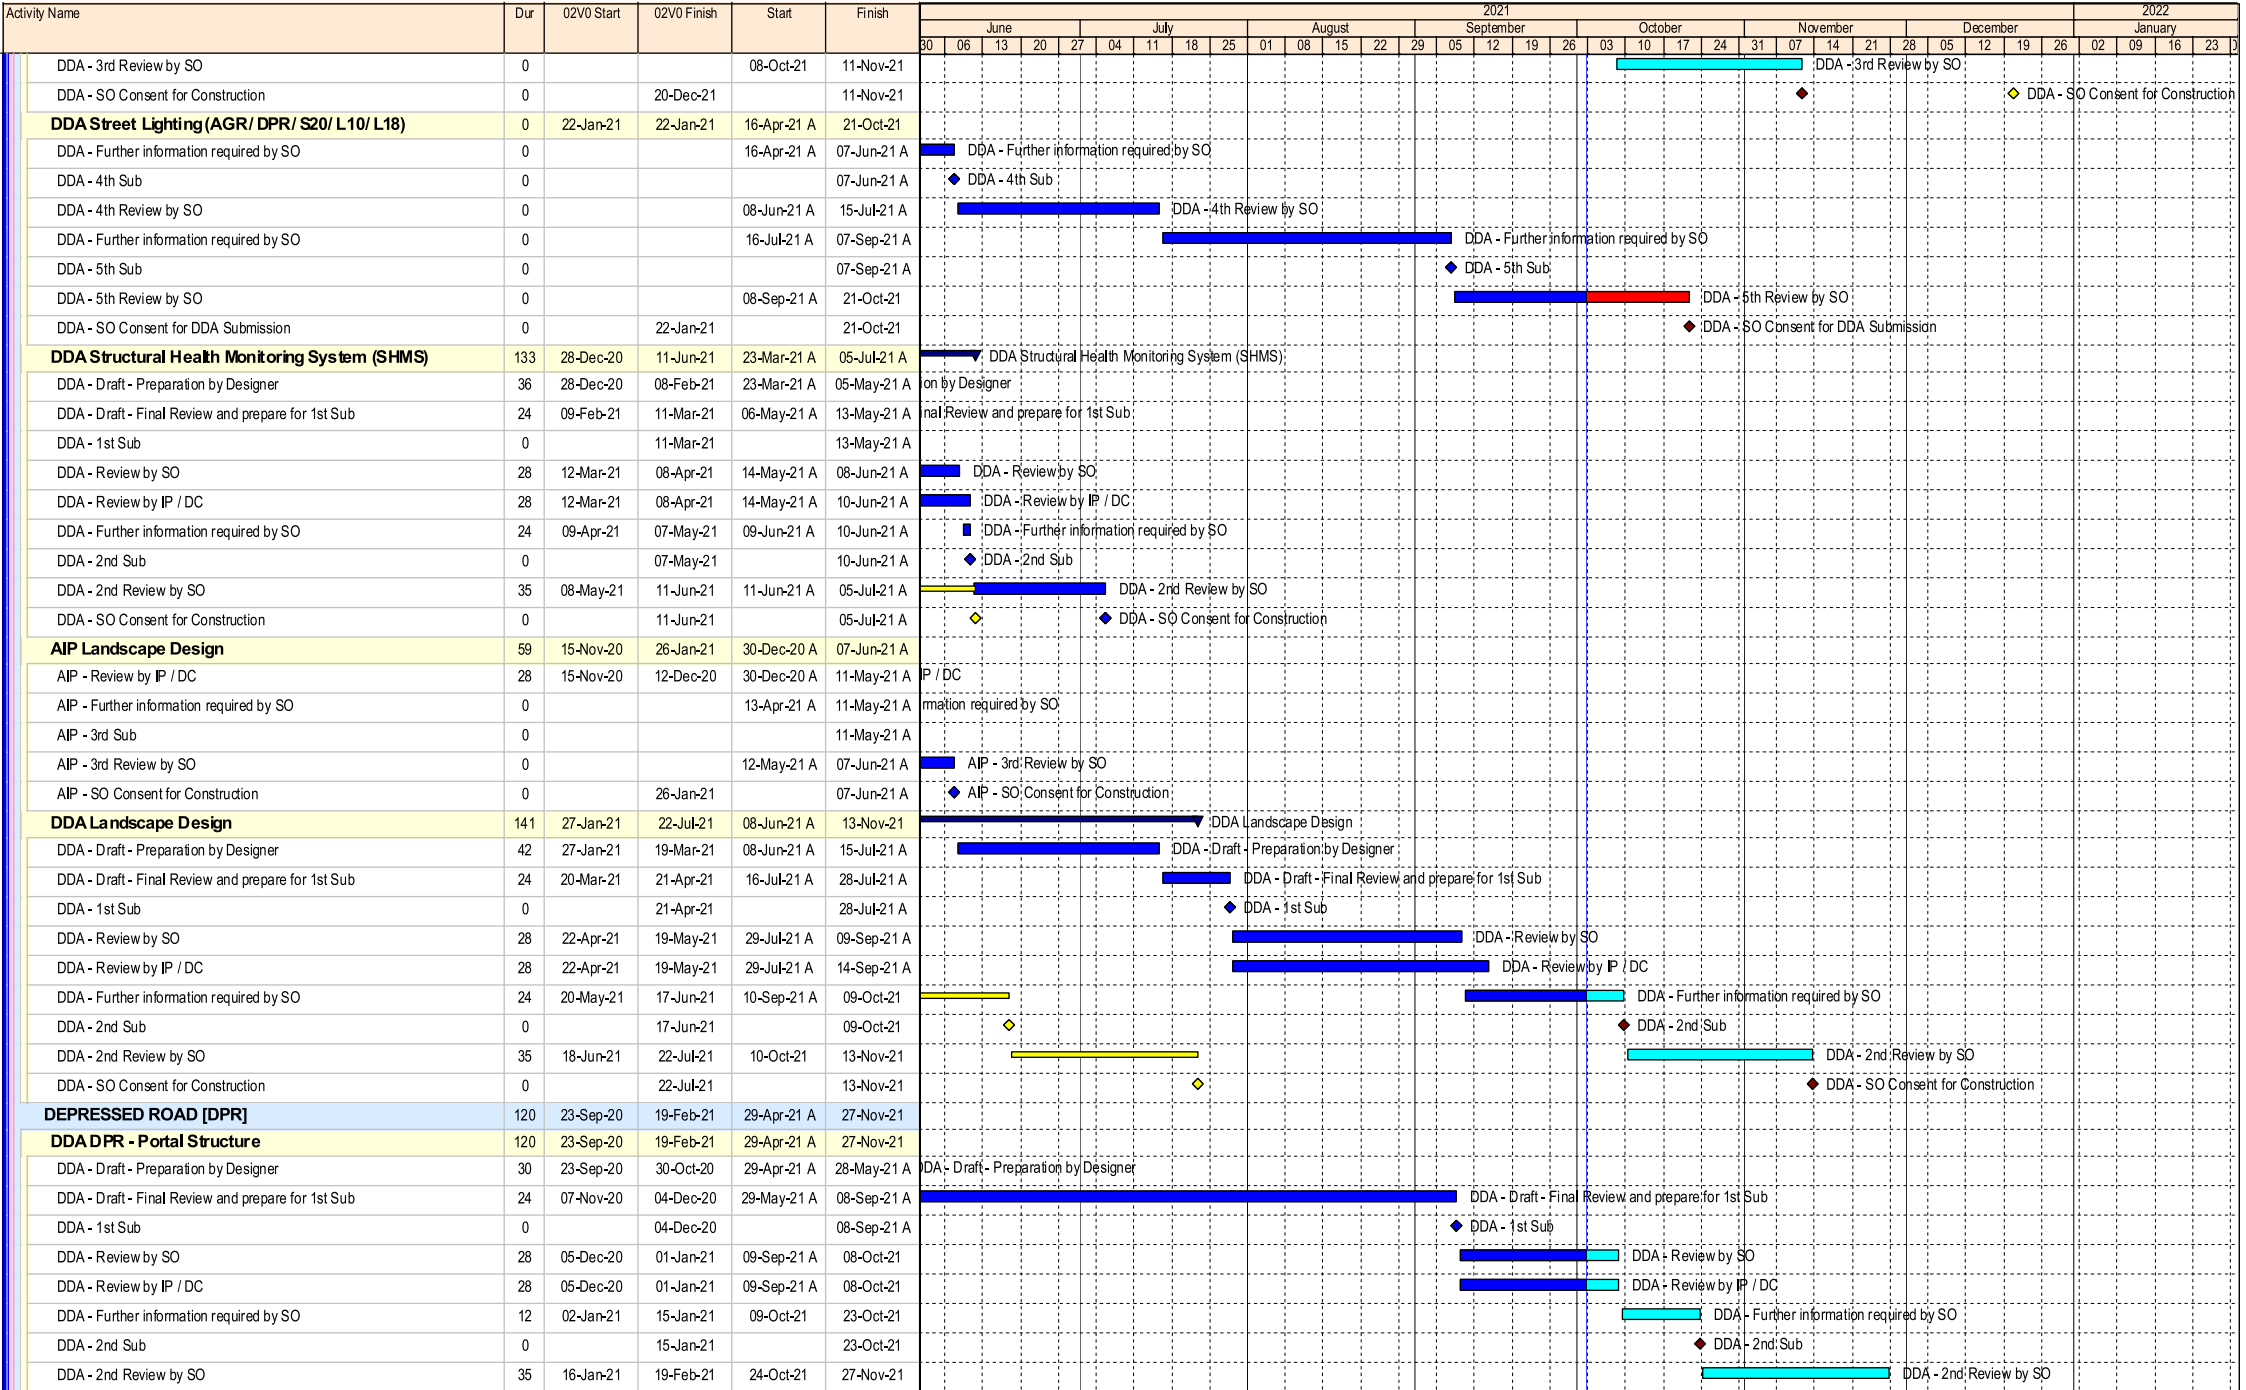 Activity Name Dur 02V0 Start 02V0 Finish Start Finish 2021 2022
June July August September October November December January
30 06 13 20 27 04 11 18 25 01 08 15 22 29 05 12 19 26 03 10 17 24 31 07 14 21 28 05 12 19 26 02 09 16 23
DDA - 3rd Review by SO 0 08-Oct-21 11-Nov-21 DDA - 3rd Review by SO
DDA - SO Consent for Construction 0 20-Dec-21 11-Nov-21 DDA - SO Consent for Construction
DDA Street Lighting (AGR/ DPR/ S20/ L10/ L18) 0 22-Jan-21 22-Jan-21 16-Apr-21 A 21-Oct-21
DDA - Further information required by SO 0 16-Apr-21 A 07-Jun-21 A DDA - Further information required by SO
DDA - 4th Sub 0 07-Jun-21 A DDA - 4th Sub
DDA - 4th Review by SO 0 08-Jun-21 A 15-Jul-21 A DDA - 4th Review by SO
DDA - Further information required by SO 0 16-Jul-21 A 07-Sep-21 A DDA - Further information required by SO
DDA - 5th Sub 0 07-Sep-21 A DDA - 5th Sub
DDA - 5th Review by SO 0 08-Sep-21 A 21-Oct-21 DDA - 5th Review by SO
DDA - SO Consent for DDA Submission 0 22-Jan-21 21-Oct-21 DDA - SO Consent for DDA Submission
DDA Structural Health Monitoring System (SHMS) 133 28-Dec-20 11-Jun-21 23-Mar-21 A 05-Jul-21 A DDA Structural Health Monitoring System (SHMS)
DDA - Draft - Preparation by Designer 36 28-Dec-20 08-Feb-21 23-Mar-21 A 05-May-21 A ion by Designer
DDA - Draft - Final Review and prepare for 1st Sub 24 09-Feb-21 11-Mar-21 06-May-21 A 13-May-21 A inal Review and prepare for 1st Sub
DDA - 1st Sub 0 11-Mar-21 13-May-21 A
DDA - Review by SO 28 12-Mar-21 08-Apr-21 14-May-21 A 08-Jun-21 A DDA - Review by SO
DDA - Review by IP / DC 28 12-Mar-21 08-Apr-21 14-May-21 A 10-Jun-21 A DDA - Review by IP / DC
DDA - Further information required by SO 24 09-Apr-21 07-May-21 09-Jun-21 A 10-Jun-21 A DDA - Further information required by SO
DDA - 2nd Sub 0 07-May-21 10-Jun-21 A DDA - 2nd Sub
DDA - 2nd Review by SO 35 08-May-21 11-Jun-21 11-Jun-21 A 05-Jul-21 A DDA - 2nd Review by SO
DDA - SO Consent for Construction 0 11-Jun-21 05-Jul-21 A DDA - SO Consent for Construction
AIP Landscape Design 59 15-Nov-20 26-Jan-21 30-Dec-20 A 07-Jun-21 A
AIP - Review by IP / DC 28 15-Nov-20 12-Dec-20 30-Dec-20 A 11-May-21 A IP / DC
AIP - Further information required by SO 0 13-Apr-21 A 11-May-21 A rmation required by SO
AIP - 3rd Sub 0 11-May-21 A
AIP - 3rd Review by SO 0 12-May-21 A 07-Jun-21 A AIP - 3rd Review by SO
AIP - SO Consent for Construction 0 26-Jan-21 07-Jun-21 A AIP - SO Consent for Construction
DDA Landscape Design 141 27-Jan-21 22-Jul-21 08-Jun-21 A 13-Nov-21 DDA Landscape Design
DDA - Draft - Preparation by Designer 42 27-Jan-21 19-Mar-21 08-Jun-21 A 15-Jul-21 A DDA - Draft - Preparation by Designer
DDA - Draft - Final Review and prepare for 1st Sub 24 20-Mar-21 21-Apr-21 16-Jul-21 A 28-Jul-21 A DDA - Draft - Final Review and prepare for 1st Sub
DDA - 1st Sub 0 21-Apr-21 28-Jul-21 A DDA - 1st Sub
DDA - Review by SO 28 22-Apr-21 19-May-21 29-Jul-21 A 09-Sep-21 A DDA - Review by SO
DDA - Review by IP / DC 28 22-Apr-21 19-May-21 29-Jul-21 A 14-Sep-21 A DDA - Review by IP / DC
DDA - Further information required by SO 24 20-May-21 17-Jun-21 10-Sep-21 A 09-Oct-21 DDA - Further information required by SO
DDA - 2nd Sub 0 17-Jun-21 09-Oct-21 DDA - 2nd Sub
DDA - 2nd Review by SO 35 18-Jun-21 22-Jul-21 10-Oct-21 13-Nov-21 DDA - 2nd Review by SO
DDA - SO Consent for Construction 0 22-Jul-21 13-Nov-21 DDA - SO Consent for Construction
DEPRESSED ROAD [DPR] 120 23-Sep-20 19-Feb-21 29-Apr-21 A 27-Nov-21
DDA DPR - Portal Structure 120 23-Sep-20 19-Feb-21 29-Apr-21 A 27-Nov-21
DDA - Draft - Preparation by Designer 30 23-Sep-20 30-Oct-20 29-Apr-21 A 28-May-21 A DDA - Draft - Preparation by Designer
DDA - Draft - Final Review and prepare for 1st Sub 24 07-Nov-20 04-Dec-20 29-May-21 A 08-Sep-21 A DDA - Draft - Final Review and prepare for 1st Sub
DDA - 1st Sub 0 04-Dec-20 08-Sep-21 A DDA - 1st Sub
DDA - Review by SO 28 05-Dec-20 01-Jan-21 09-Sep-21 A 08-Oct-21 DDA - Review by SO
DDA - Review by IP / DC 28 05-Dec-20 01-Jan-21 09-Sep-21 A 08-Oct-21 DDA - Review by IP / DC
DDA - Further information required by SO 12 02-Jan-21 15-Jan-21 09-Oct-21 23-Oct-21 DDA - Further information required by SO
DDA - 2nd Sub 0 15-Jan-21 23-Oct-21 DDA - 2nd Sub
DDA - 2nd Review by SO 35 16-Jan-21 19-Feb-21 24-Oct-21 27-Nov-21 DDA - 2nd Review by SO